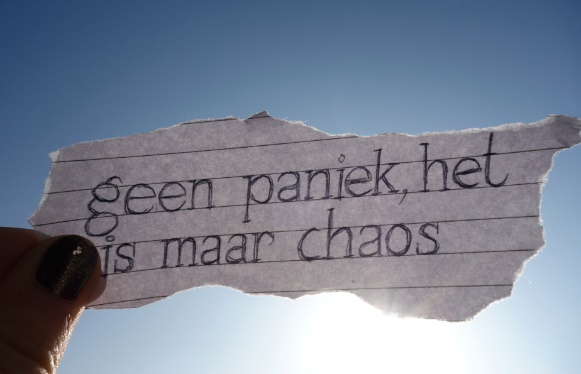 geen paniek, het
is maar chaos